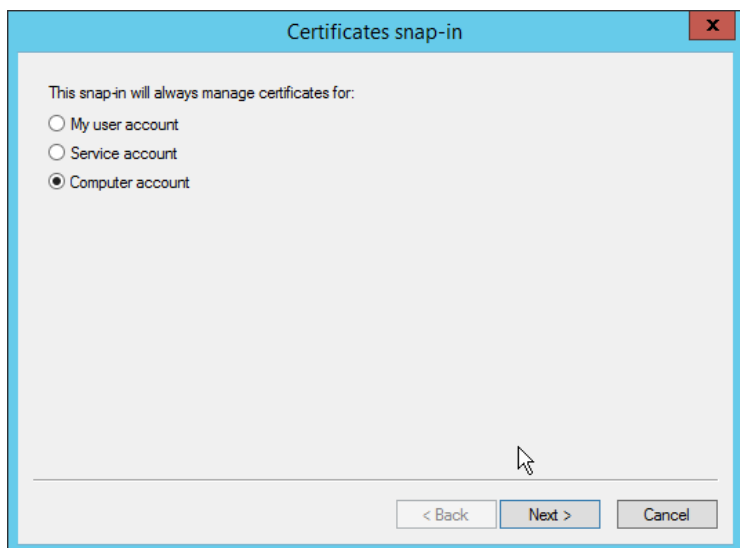 Certificates snap-in
x
This snap-in will always manage certificates for:
My user account
Service account
Computer account
< Back Next > Cancel